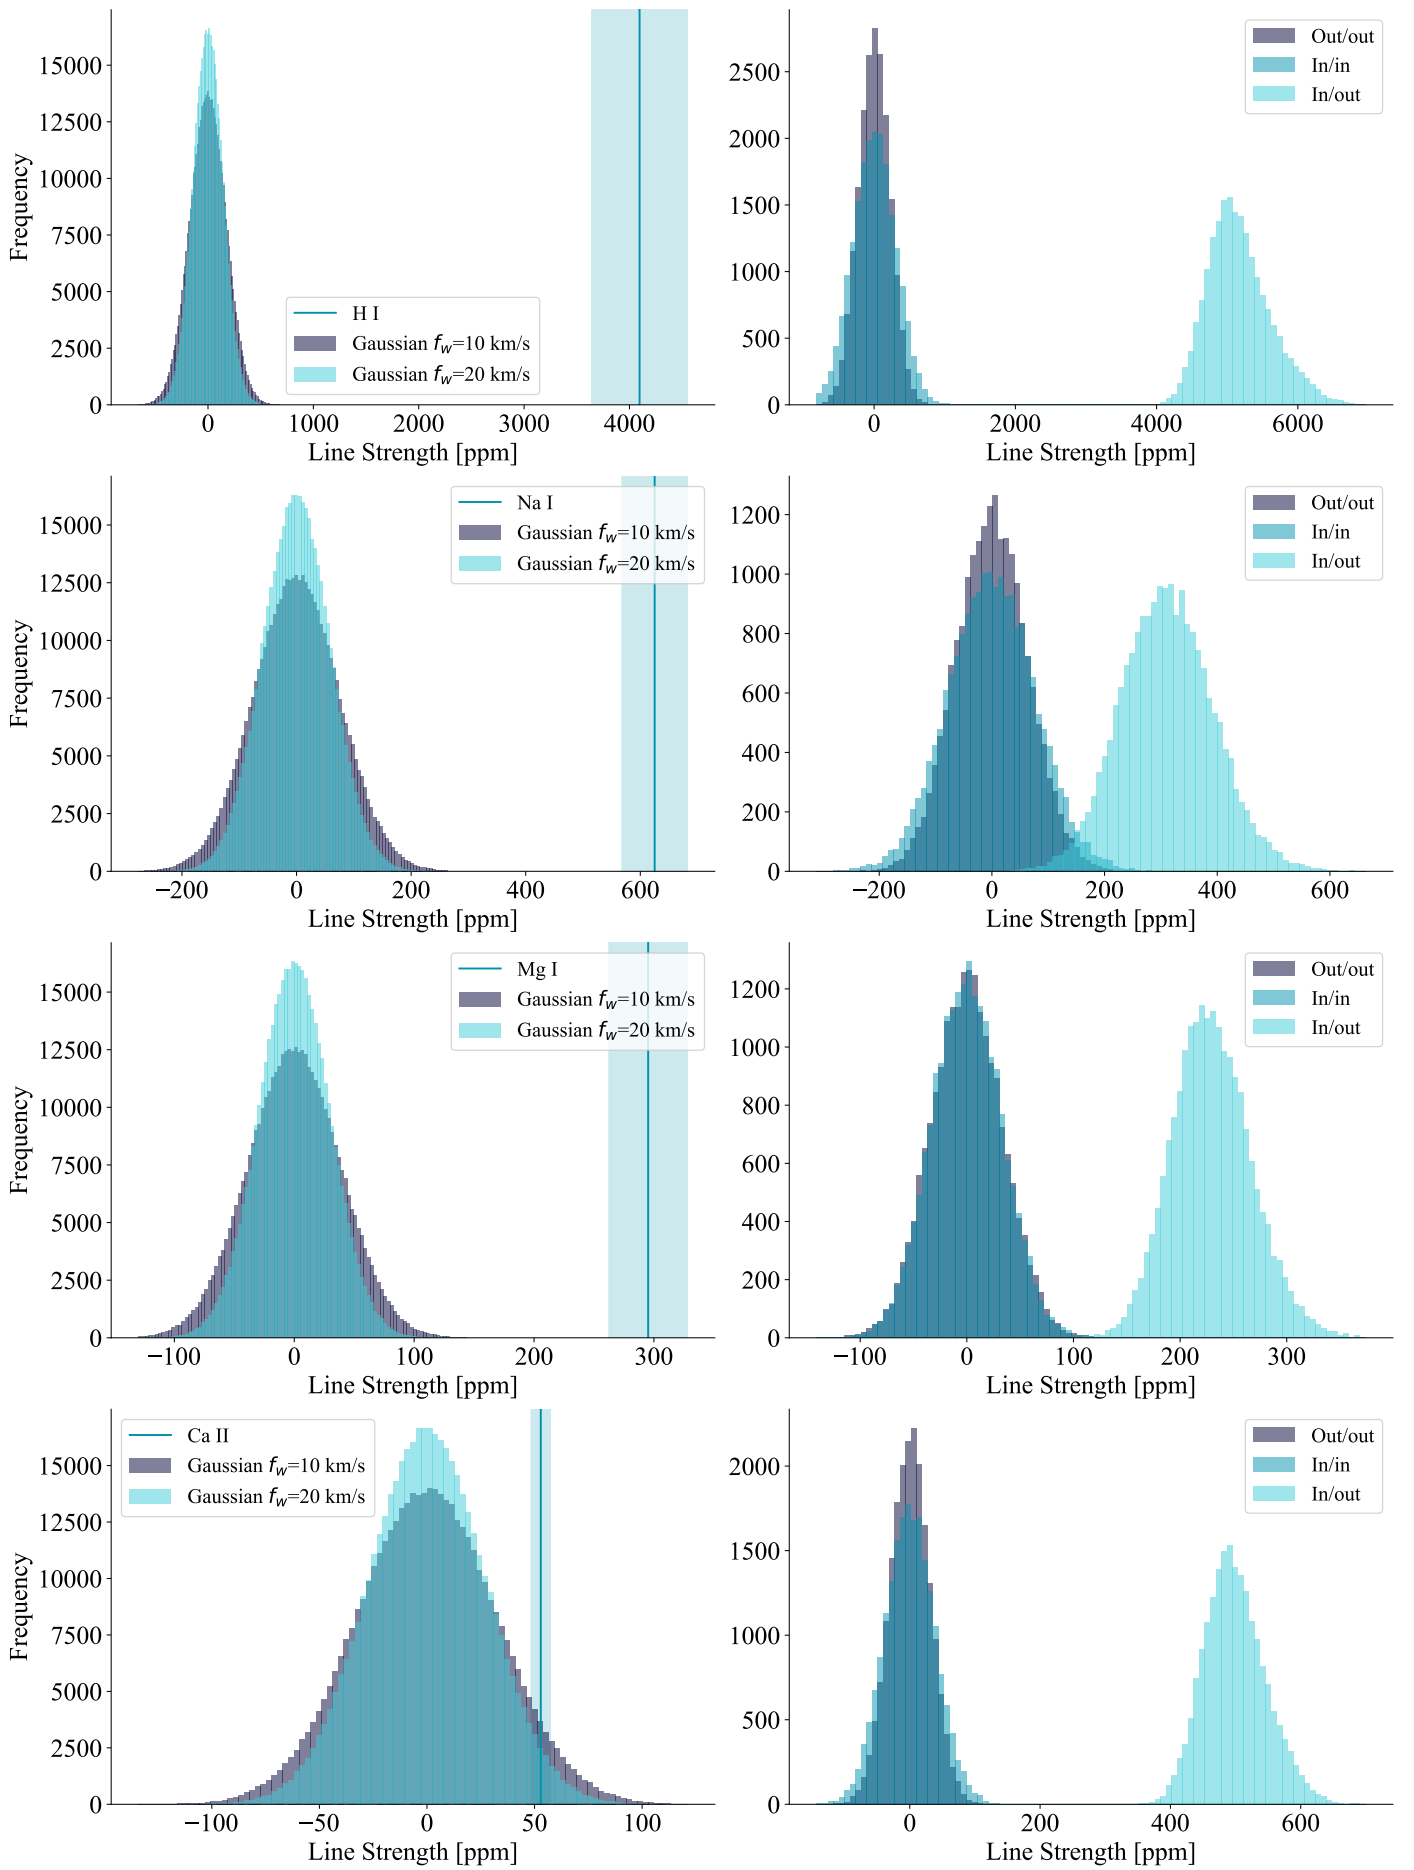 Frequency
15000
12500
10000
7500
5000
2500
0
H I
Gaussian f_w=10 km/s
Gaussian f_w=20 km/s
0 1000 2000 3000 4000
Line Strength [ppm]
2500
2000
1500
1000
500
0
Out/out
In/in
In/out
0 2000 4000 6000
Line Strength [ppm]
Frequency
15000
12500
10000
7500
5000
2500
0
Na I
Gaussian f_w=10 km/s
Gaussian f_w=20 km/s
−200 0 200 400 600
Line Strength [ppm]
1200
1000
800
600
400
200
0
Out/out
In/in
In/out
−200 0 200 400 600
Line Strength [ppm]
Frequency
15000
12500
10000
7500
5000
2500
0
Mg I
Gaussian f_w=10 km/s
Gaussian f_w=20 km/s
−100 0 100 200 300
Line Strength [ppm]
1200
1000
800
600
400
200
0
Out/out
In/in
In/out
−100 0 100 200 300
Line Strength [ppm]
Frequency
15000
12500
10000
7500
5000
2500
0
Ca II
Gaussian f_w=10 km/s
Gaussian f_w=20 km/s
−100 −50 0 50 100
Line Strength [ppm]
2000
1500
1000
500
0
Out/out
In/in
In/out
0 200 400 600
Line Strength [ppm]